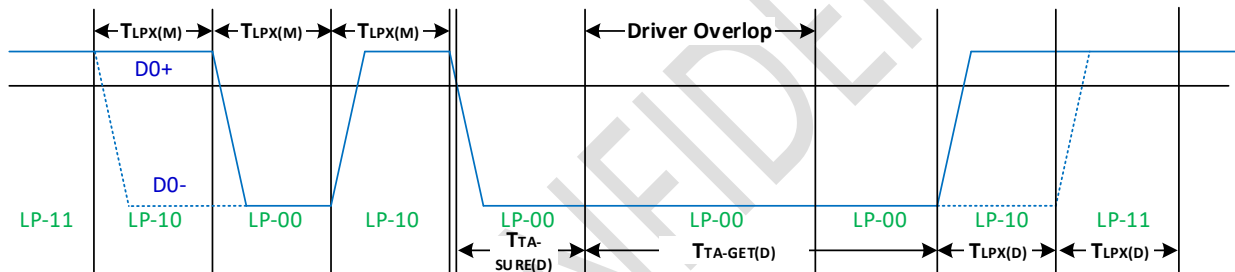 TLPX(M) TLPX(M) TLPX(M) Driver Overlop
D0+
D0-
LP-11 LP-10 LP-00 LP-10 LP-00 LP-00 LP-00 LP-10 LP-11
TTA-SURE(D) TTA-GET(D) TLPX(D) TLPX(D)